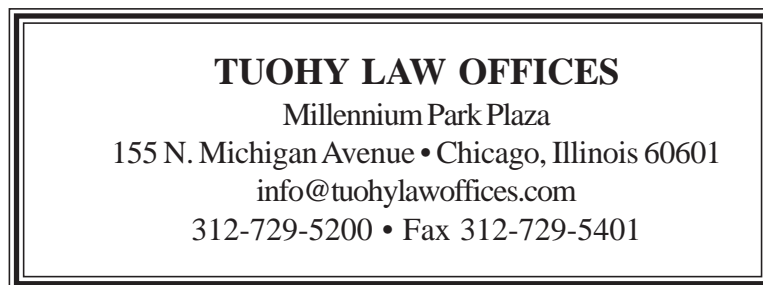 TUOHY LAW OFFICES
Millennium Park Plaza
155 N. Michigan Avenue • Chicago, Illinois 60601
info@tuohylawoffices.com
312-729-5200 • Fax 312-729-5401